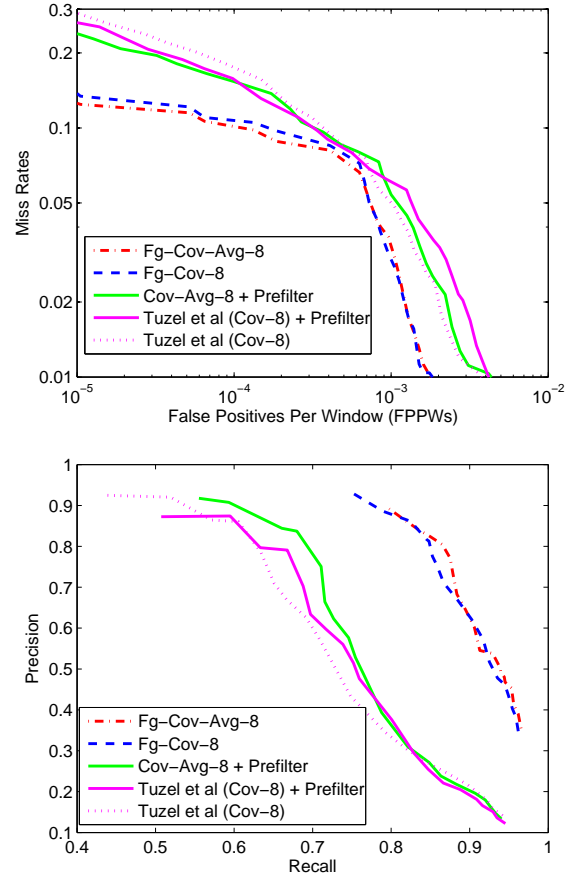 0.3
0.2
0.1
0.05
0.02
0.01
Miss Rates
Fg–Cov–Avg–8
Fg–Cov–8
Cov–Avg–8 + Prefilter
Tuzel et al (Cov–8) + Prefilter
Tuzel et al (Cov–8)
10^-5 10^-4 10^-3 10^-2
False Positives Per Window (FPPWs)
1
0.9
0.8
0.7
0.6
0.5
0.4
0.3
0.2
0.1
Precision
Fg–Cov–Avg–8
Fg–Cov–8
Cov–Avg–8 + Prefilter
Tuzel et al (Cov–8) + Prefilter
Tuzel et al (Cov–8)
0.4 0.5 0.6 0.7 0.8 0.9 1
Recall